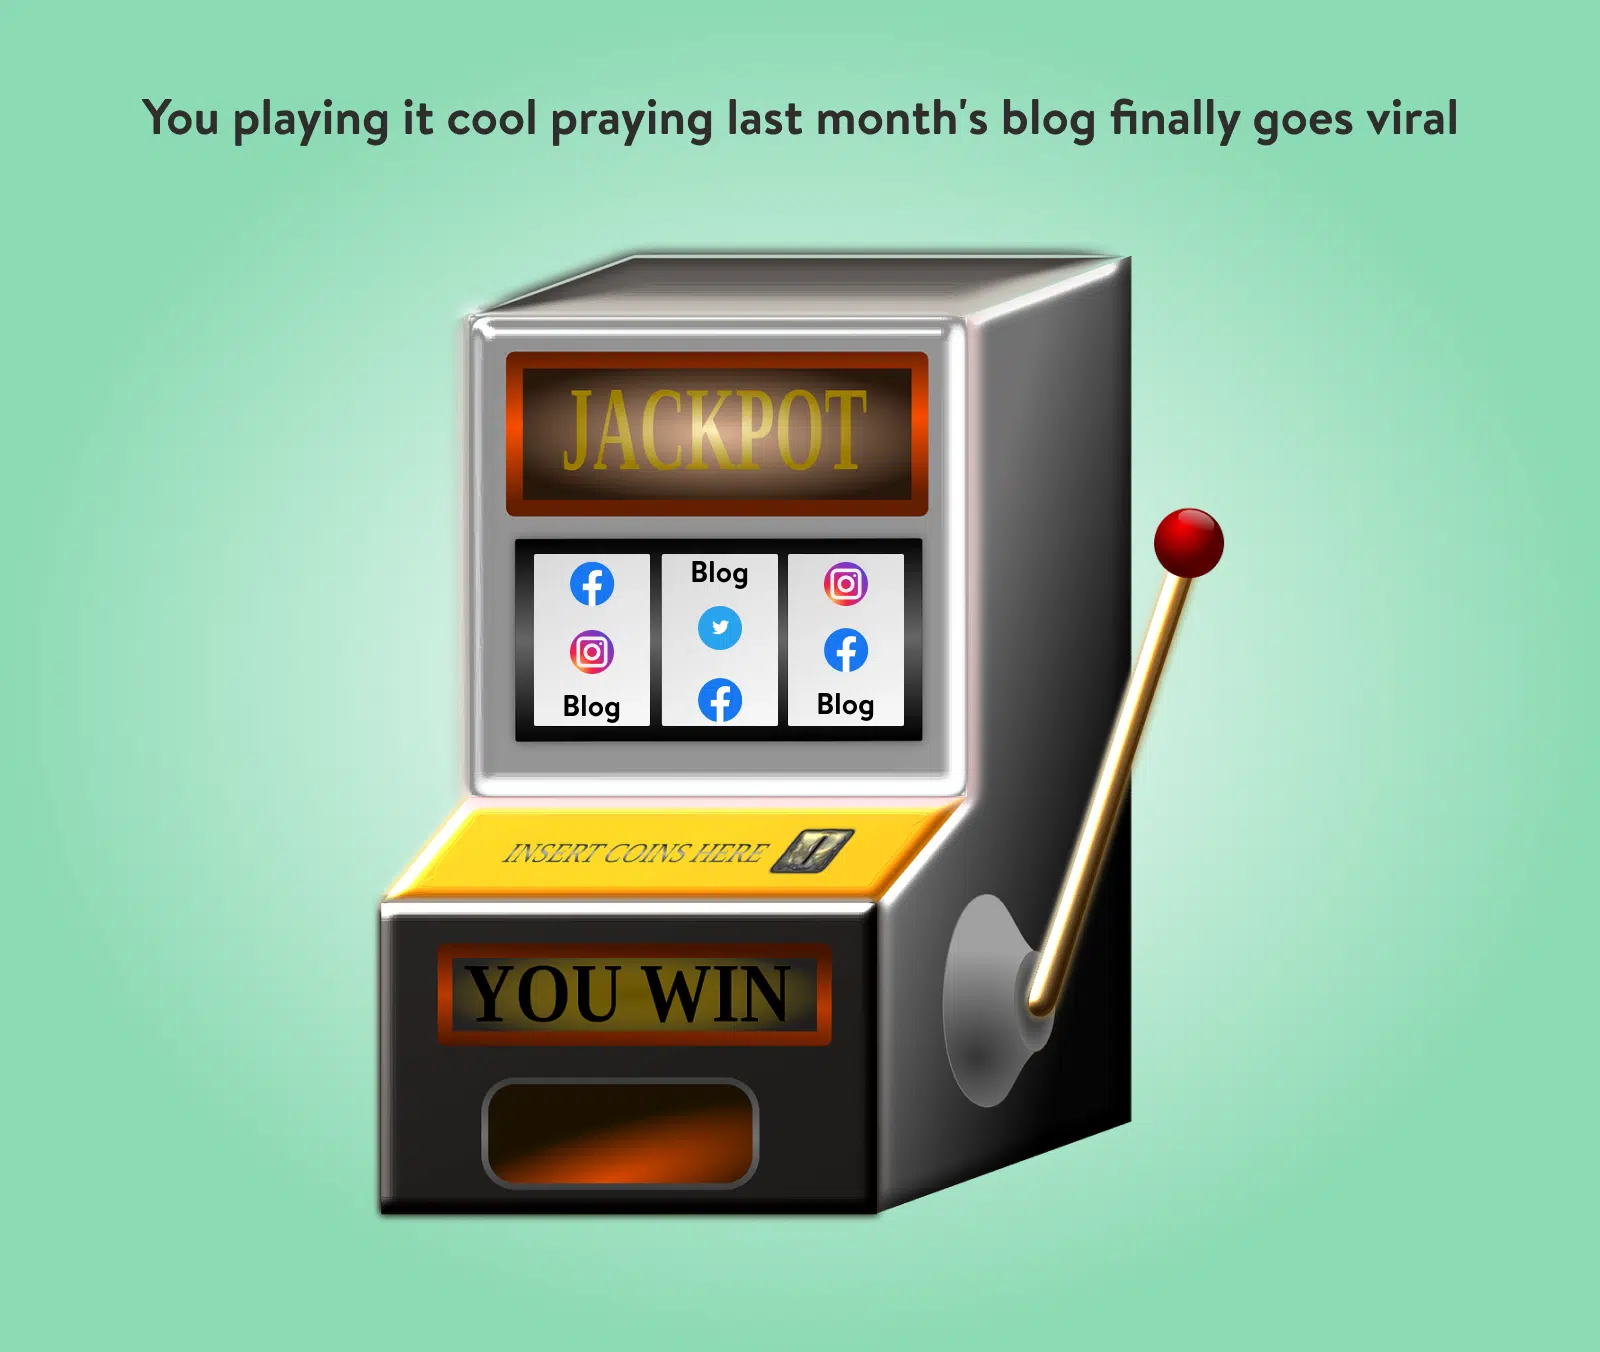 You playing it cool praying last month's blog finally goes viral
JACKPOT
Blog
Blog
Blog
INSERT COINS HERE
YOU WIN